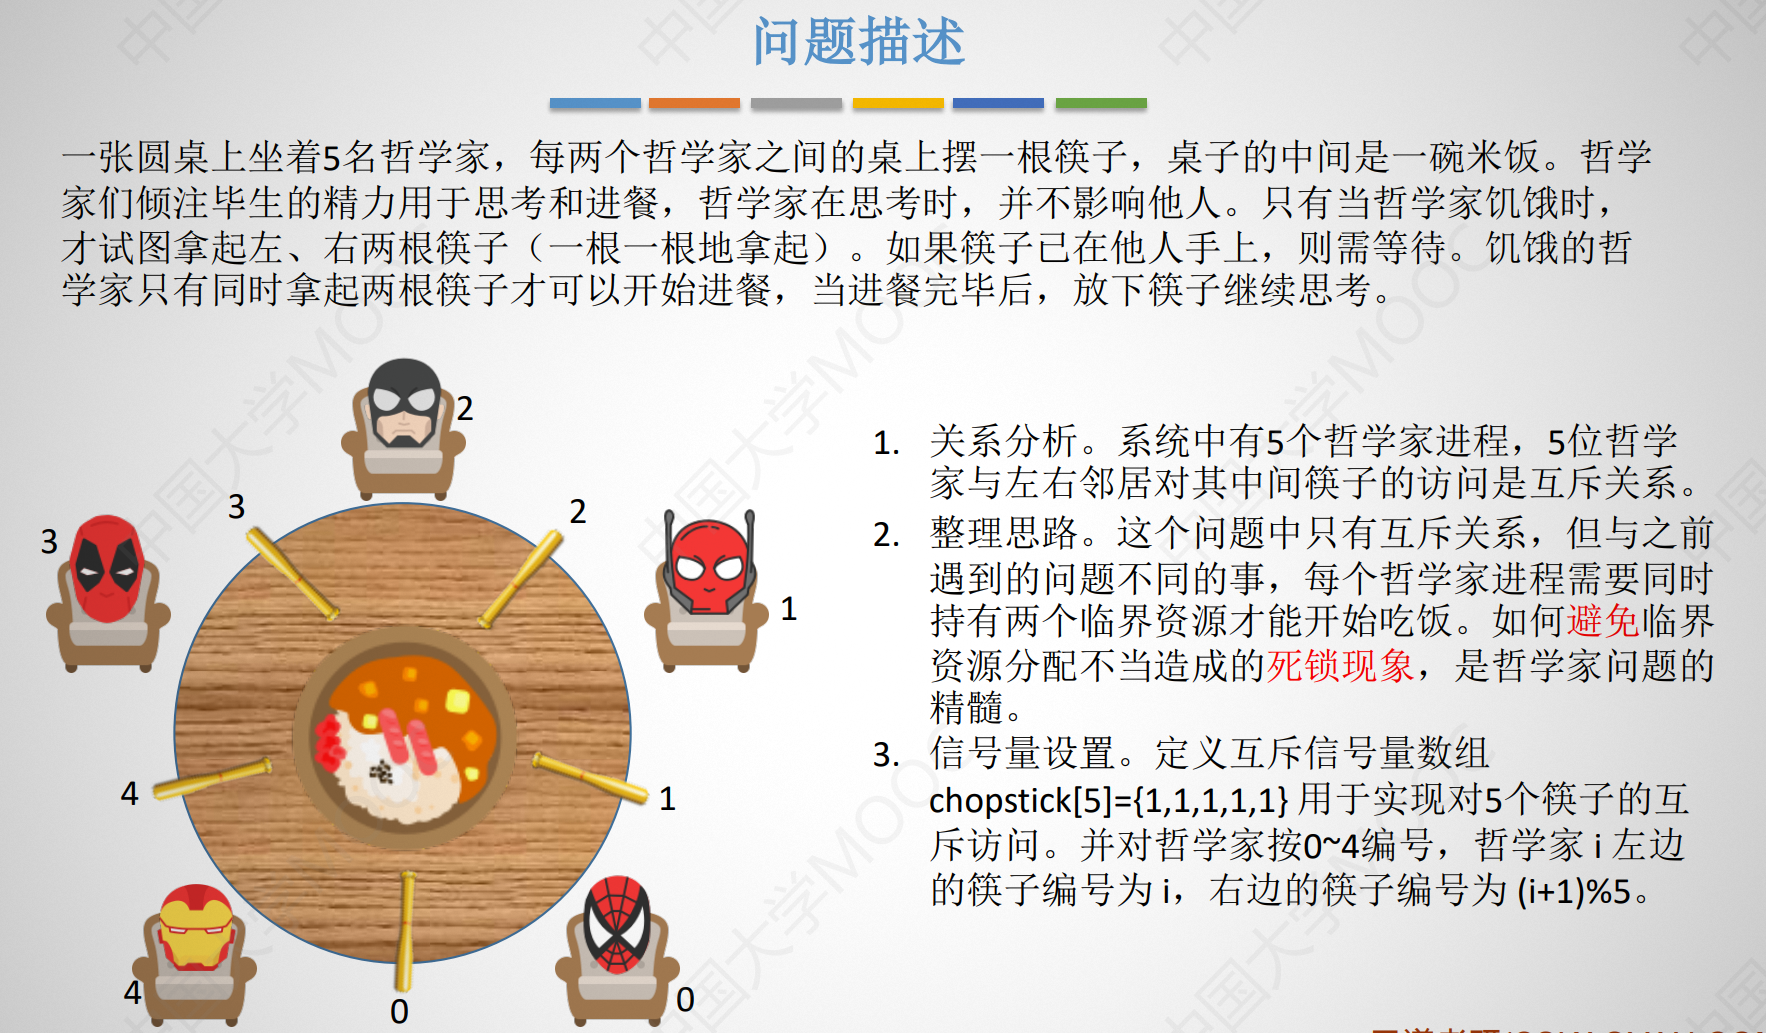 问题描述
一张圆桌上坐着5名哲学家，每两个哲学家之间的桌上摆一根筷子，桌子的中间是一碗米饭。哲学
家们倾注毕生的精力用于思考和进餐，哲学家在思考时，并不影响他人。只有当哲学家饥饿时，
才试图拿起左、右两根筷子（一根一根地拿起）。如果筷子已在他人手上，则需等待。饥饿的哲
学家只有同时拿起两根筷子才可以开始进餐，当进餐完毕后，放下筷子继续思考。
2
3
2
3
1
4
1
4
0
0
1. 关系分析。系统中有5个哲学家进程，5位哲学
家与左右邻居对其中间筷子的访问是互斥关系。
2. 整理思路。这个问题中只有互斥关系，但与之前
遇到的问题不同的事，每个哲学家进程需要同时
持有两个临界资源才能开始吃饭。如何避免临界
资源分配不当造成的死锁现象，是哲学家问题的
精髓。
3. 信号量设置。定义互斥信号量数组
chopstick[5]={1,1,1,1,1} 用于实现对5个筷子的互
斥访问。并对哲学家按0~4编号，哲学家 i 左边
的筷子编号为 i，右边的筷子编号为 (i+1)%5。
中国大学MOOC